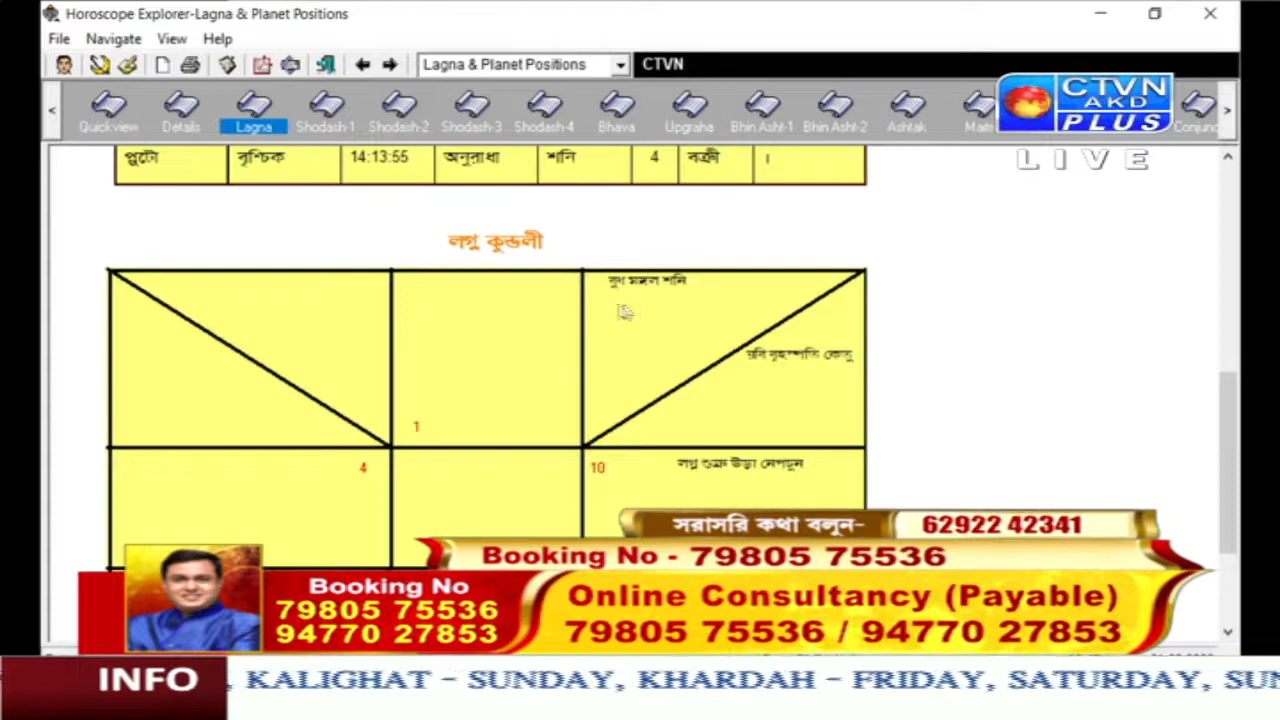 Horoscope Explorer-Lagna & Planet Positions
File Navigate View Help
Lagna & Planet Positions
CTVN
Quickview Details Lagna Shodash-1 Shodash-2 Shodash-3 Shodash-4 Bhava Upgraha Bhin Asht-1 Bhin Asht-2 Ashtak
CTVN
AKD
PLUS
LIVE
প্লুটো বৃশ্চিক 14:13:55 অনুরাধা শনি 4 বক্রী ।
লগ্ন কুন্ডলী
বুধ মঙ্গল শনি
রবি বৃহস্পতি কেতু
1
4
10 লগ্ন শুক্র উড়া নেপচুন
সরাসরি কথা বলুন- 62922 42341
Booking No - 79805 75536
Booking No
79805 75536
94770 27853
Online Consultancy (Payable)
79805 75536 / 94770 27853
INFO , KALIGHAT - SUNDAY, KHARDAH - FRIDAY, SATURDAY, SUN